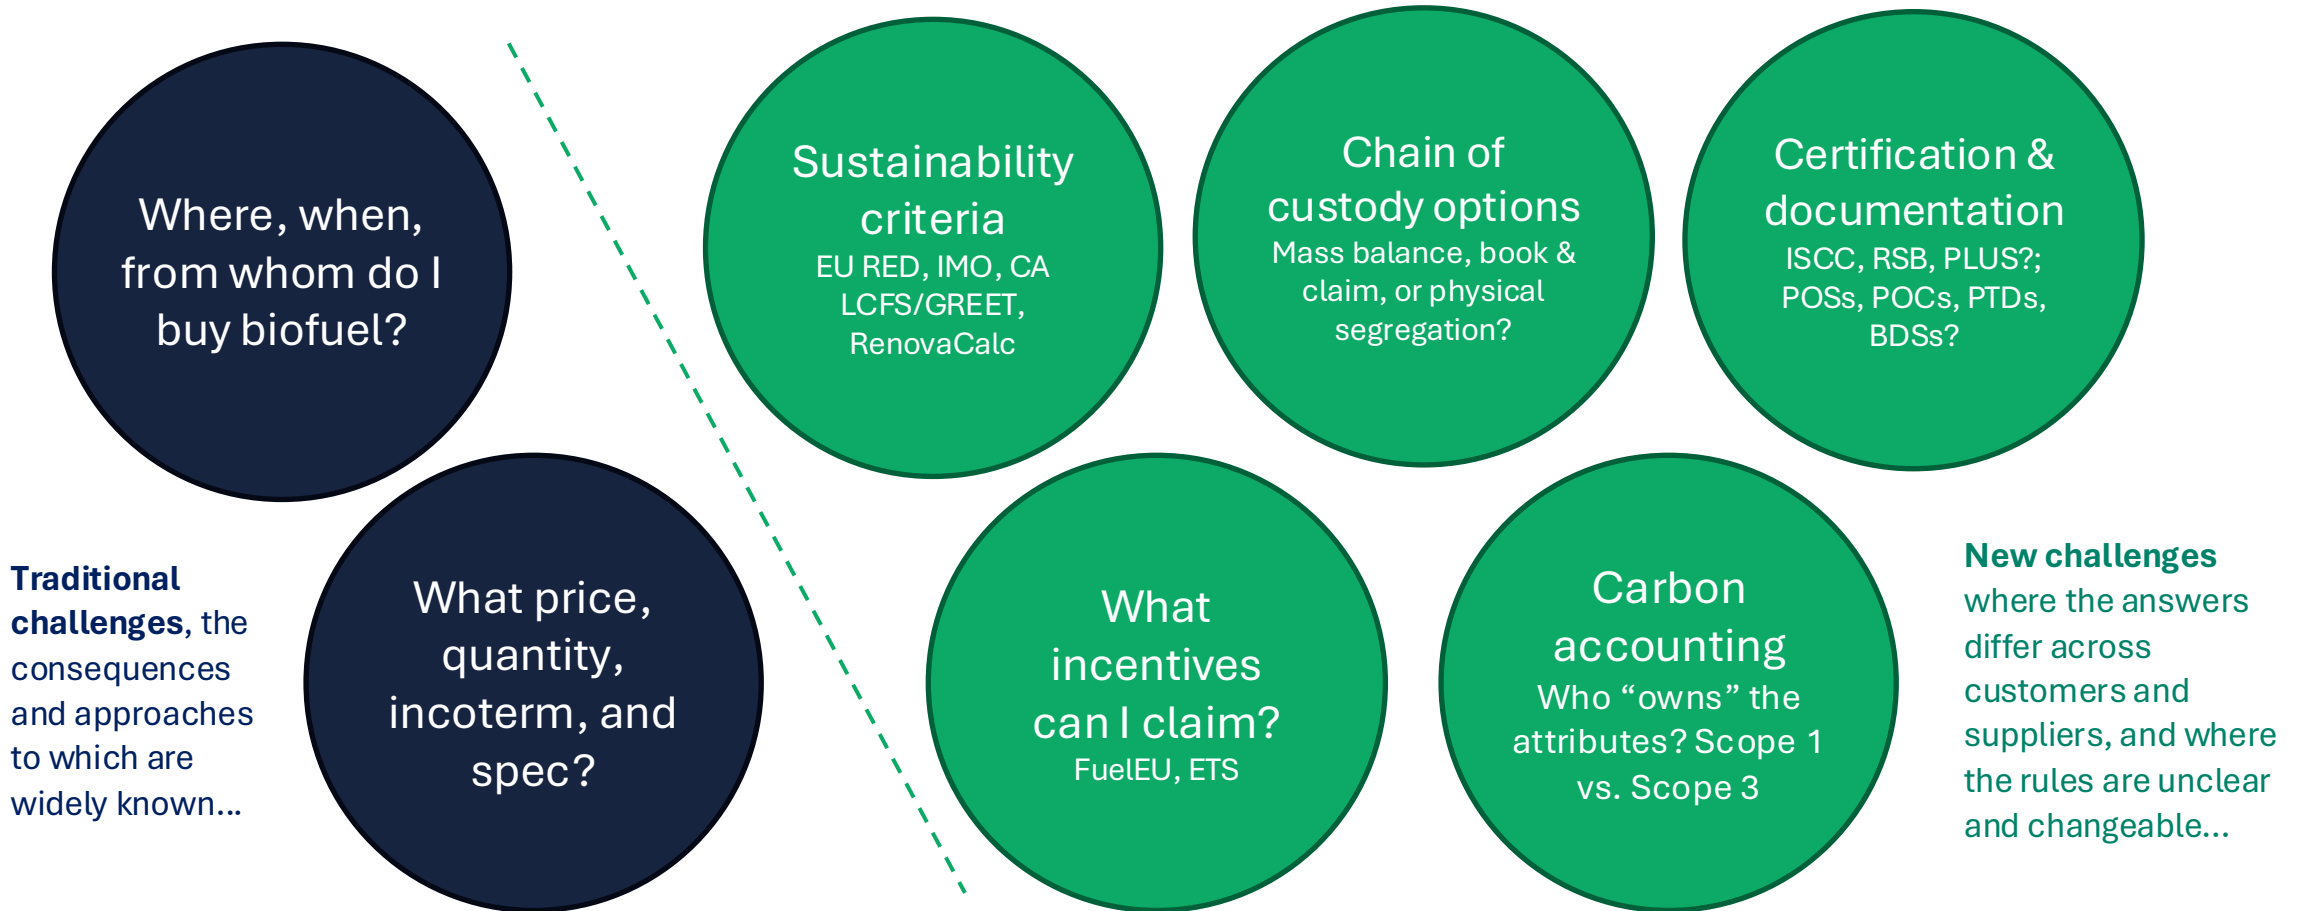 Where, when,
from whom do I
buy biofuel?
What price,
quantity,
incoterm, and
spec?
Traditional
challenges, the
consequences
and approaches
to which are
widely known...
Sustainability
criteria
EU RED, IMO, CA
LCFS/GREET,
RenovaCalc
Chain of
custody options
Mass balance, book &
claim, or physical
segregation?
Certification &
documentation
ISCC, RSB, PLUS?;
POSs, POCs, PTDs,
BDSs?
What
incentives
can I claim?
FuelEU, ETS
Carbon
accounting
Who “owns” the
attributes? Scope 1
vs. Scope 3
New challenges
where the answers
differ across
customers and
suppliers, and where
the rules are unclear
and changeable...